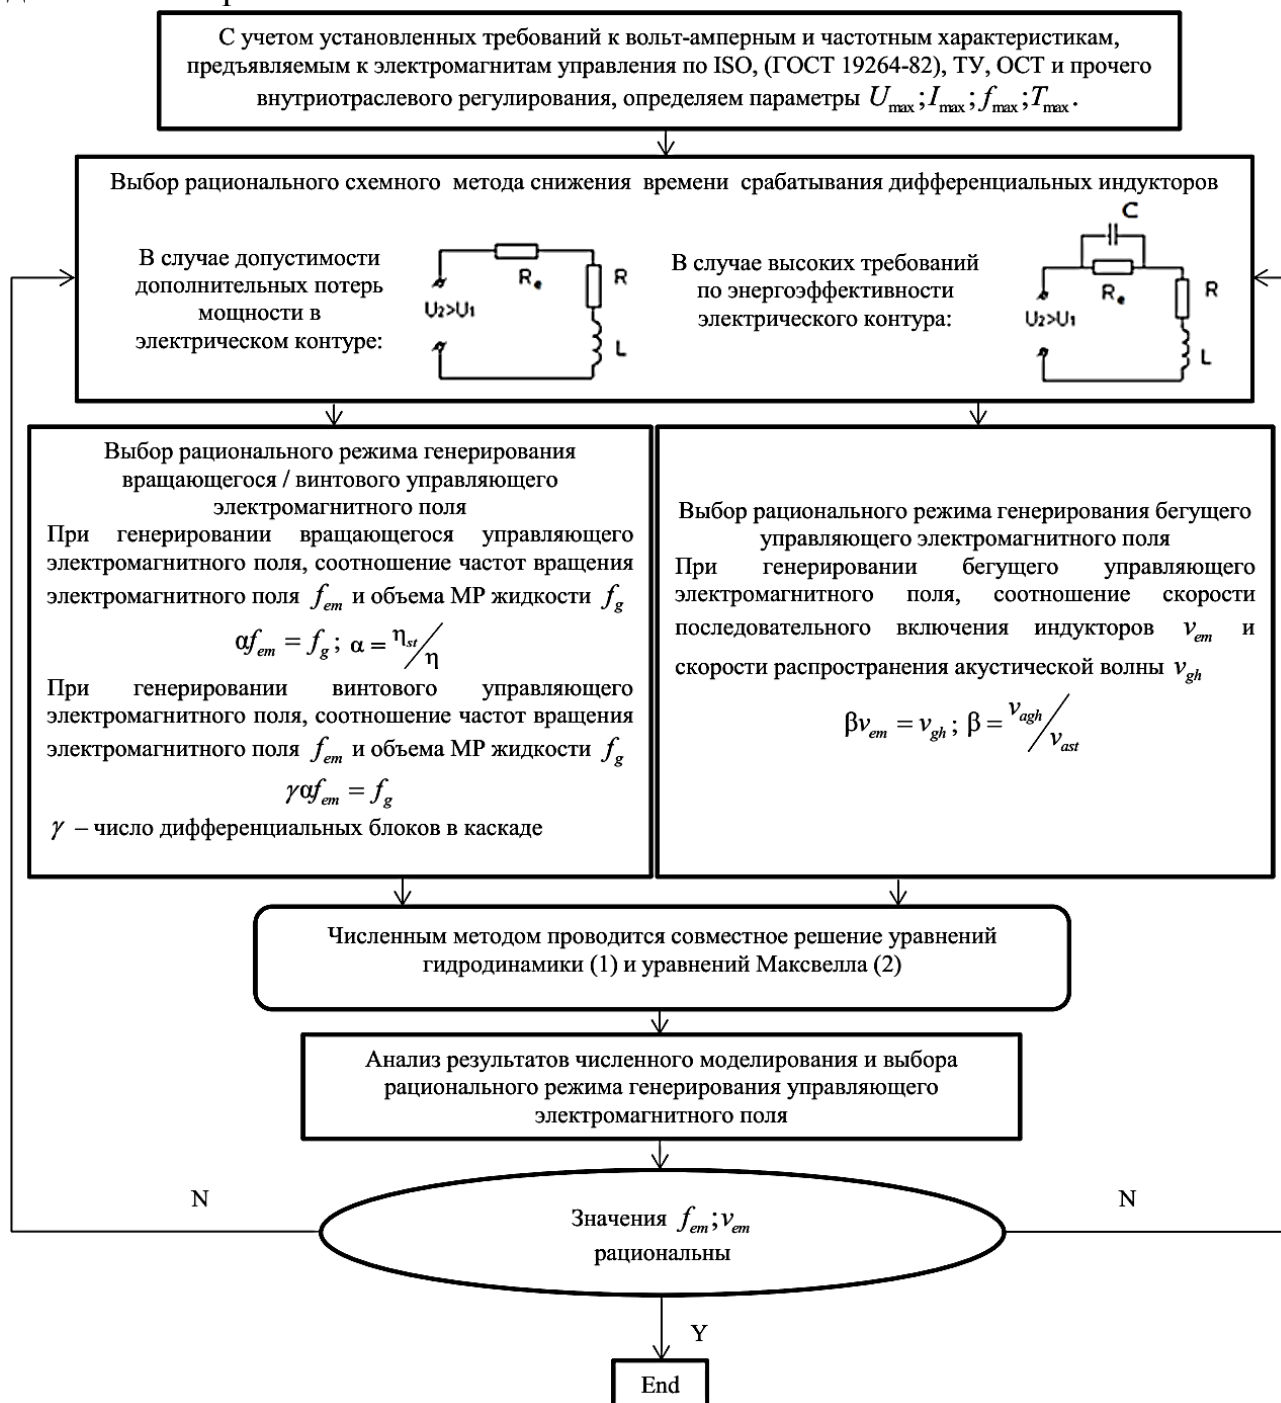 С учетом установленных требований к вольт-амперным и частотным характеристикам,
предъявляемым к электромагнитам управления по ISO, (ГОСТ 19264-82), ТУ, ОСТ и прочего
внутриотраслевого регулирования, определяем параметры U_max; I_max; f_max; T_max.
Выбор рационального схемного метода снижения времени срабатывания дифференциальных индукторов
В случае допустимости
дополнительных потерь
мощности в
электрическом контуре:
R_e
R
U2>U1
L
В случае высоких требований
по энергоэффективности
электрического контура:
C
R_e
R
U2>U1
L
Выбор рационального режима генерирования
вращающегося / винтового управляющего
электромагнитного поля
При генерировании вращающегося управляющего
электромагнитного поля, соотношение частот вращения
электромагнитного поля f_em и объема МР жидкости f_g
αf_em = f_g; α = η_st/η
При генерировании винтового управляющего
электромагнитного поля, соотношение частот вращения
электромагнитного поля f_em и объема МР жидкости f_g
γαf_em = f_g
γ – число дифференциальных блоков в каскаде
Выбор рационального режима генерирования бегущего
управляющего электромагнитного поля
При генерировании бегущего управляющего
электромагнитного поля, соотношение скорости
последовательного включения индукторов v_em и
скорости распространения акустической волны v_gh
βv_em = v_gh; β = v_agh/v_ast
Численным методом проводится совместное решение уравнений
гидродинамики (1) и уравнений Максвелла (2)
Анализ результатов численного моделирования и выбора
рационального режима генерирования управляющего
электромагнитного поля
N
Значения f_em; v_em
рациональны
N
Y
End